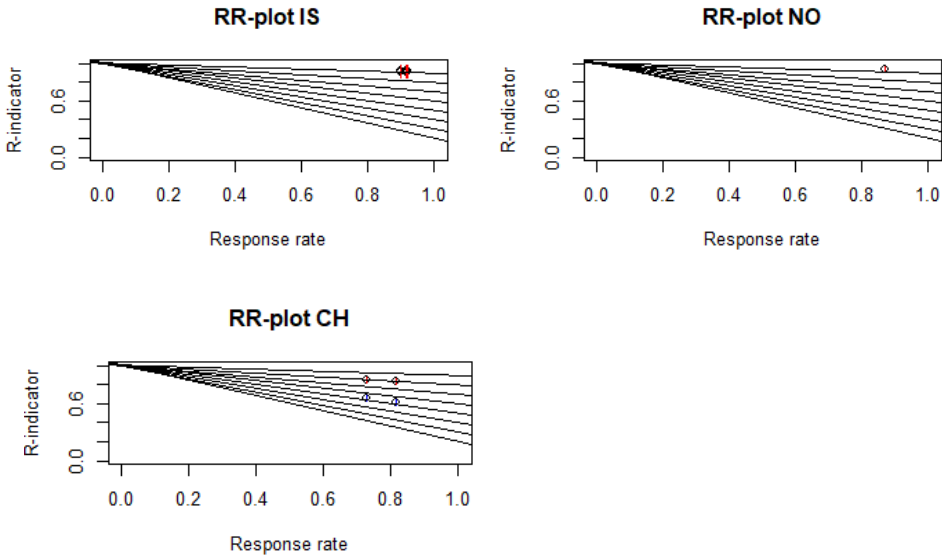 RR-plot IS
R-indicator
0.6
0.0
0.0 0.2 0.4 0.6 0.8 1.0
Response rate
RR-plot NO
R-indicator
0.6
0.0
0.0 0.2 0.4 0.6 0.8 1.0
Response rate
RR-plot CH
R-indicator
0.6
0.0
0.0 0.2 0.4 0.6 0.8 1.0
Response rate